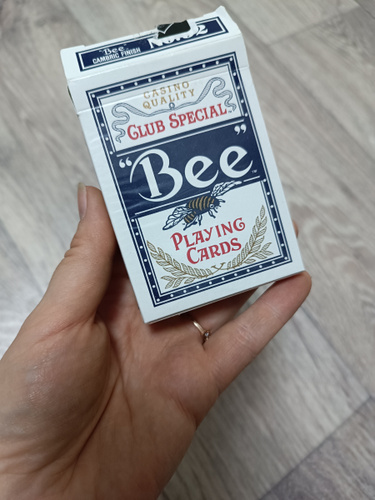 "Bee"
CAMBRIC FINISH
CASINO
QUALITY
CLUB SPECIAL
"Bee"
PLAYING
CARDS